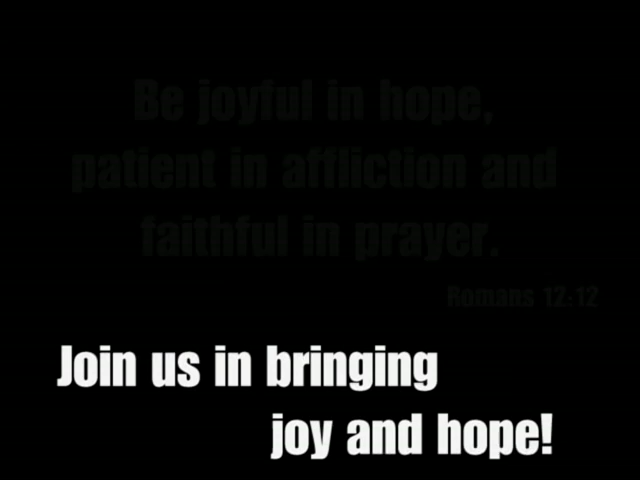 Be joyful in hope,
patient in affliction and
faithful in prayer.
Romans 12:12
Join us in bringing
joy and hope!